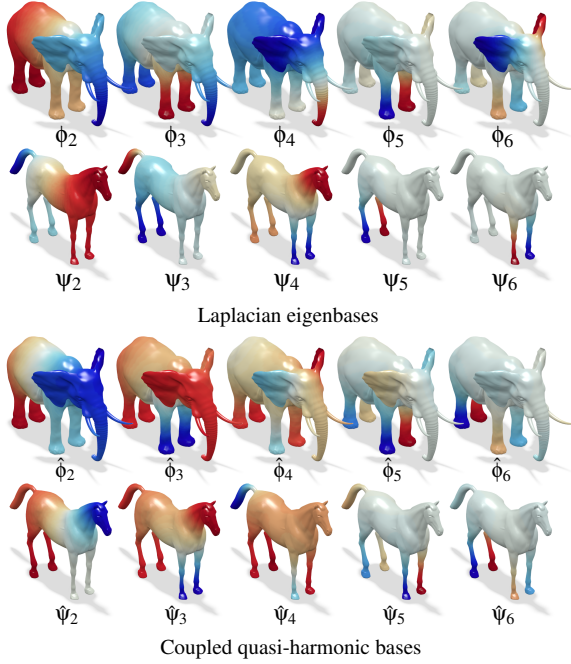 ϕ2 ϕ3 ϕ4 ϕ5 ϕ6
ψ2 ψ3 ψ4 ψ5 ψ6
Laplacian eigenbases
ϕ̂2 ϕ̂3 ϕ̂4 ϕ̂5 ϕ̂6
ψ̂2 ψ̂3 ψ̂4 ψ̂5 ψ̂6
Coupled quasi-harmonic bases